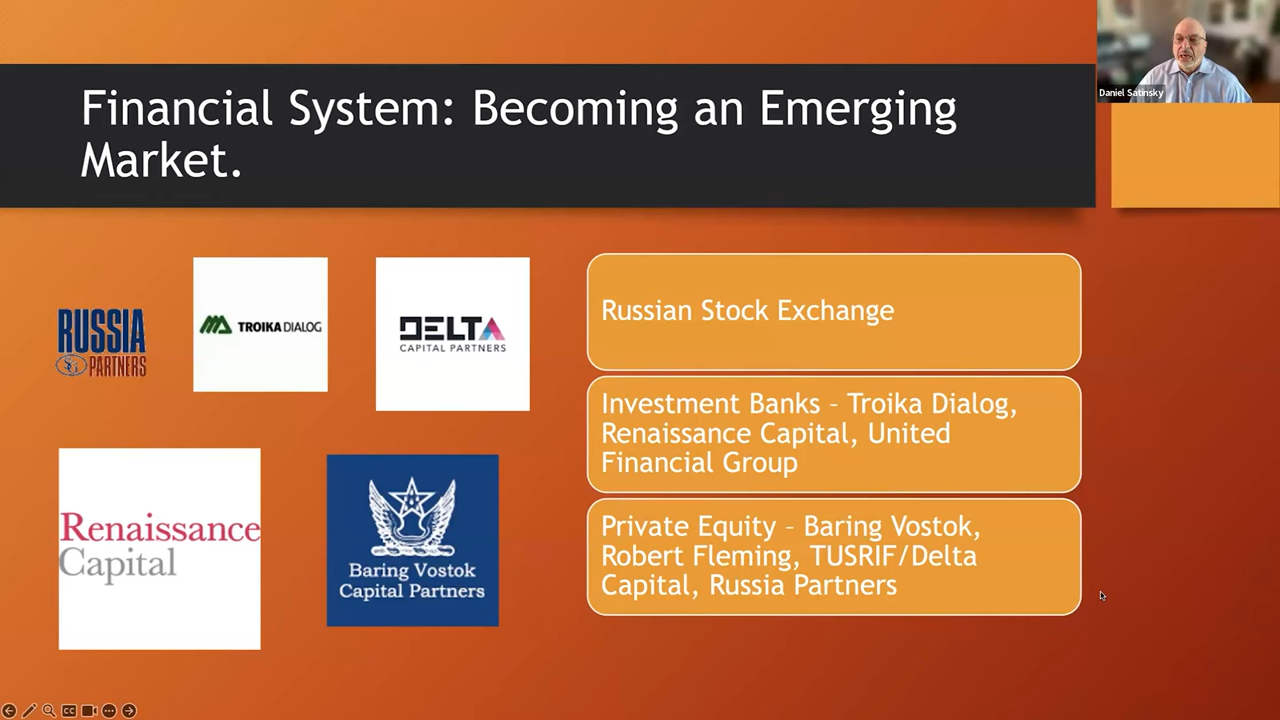 Daniel Satinsky
Financial System: Becoming an Emerging
Market.
RUSSIA
PARTNERS
TROIKA DIALOG
DELTA
CAPITAL PARTNERS
Renaissance
Capital
Baring Vostok
Capital Partners
Russian Stock Exchange
Investment Banks – Troika Dialog,
Renaissance Capital, United
Financial Group
Private Equity – Baring Vostok,
Robert Fleming, TUSRIF/Delta
Capital, Russia Partners
CC